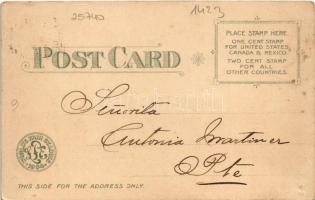 25740
1423
POST CARD
PLACE STAMP HERE.
ONE CENT STAMP
FOR UNITED STATES,
CANADA & MEXICO.
TWO CENT STAMP
FOR ALL
OTHER COUNTRIES.
Señorita
Antonia Martinez
Pte
THIS SIDE FOR THE ADDRESS ONLY.